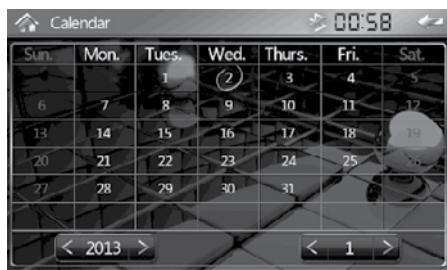 Calendar 00:58
Sun. Mon. Tues. Wed. Thurs. Fri. Sat.
1 2 3 4 5
6 7 8 9 10 11 12
13 14 15 16 17 18 19
20 21 22 23 24 25 26
27 28 29 30 31
< 2013 > < 1 >